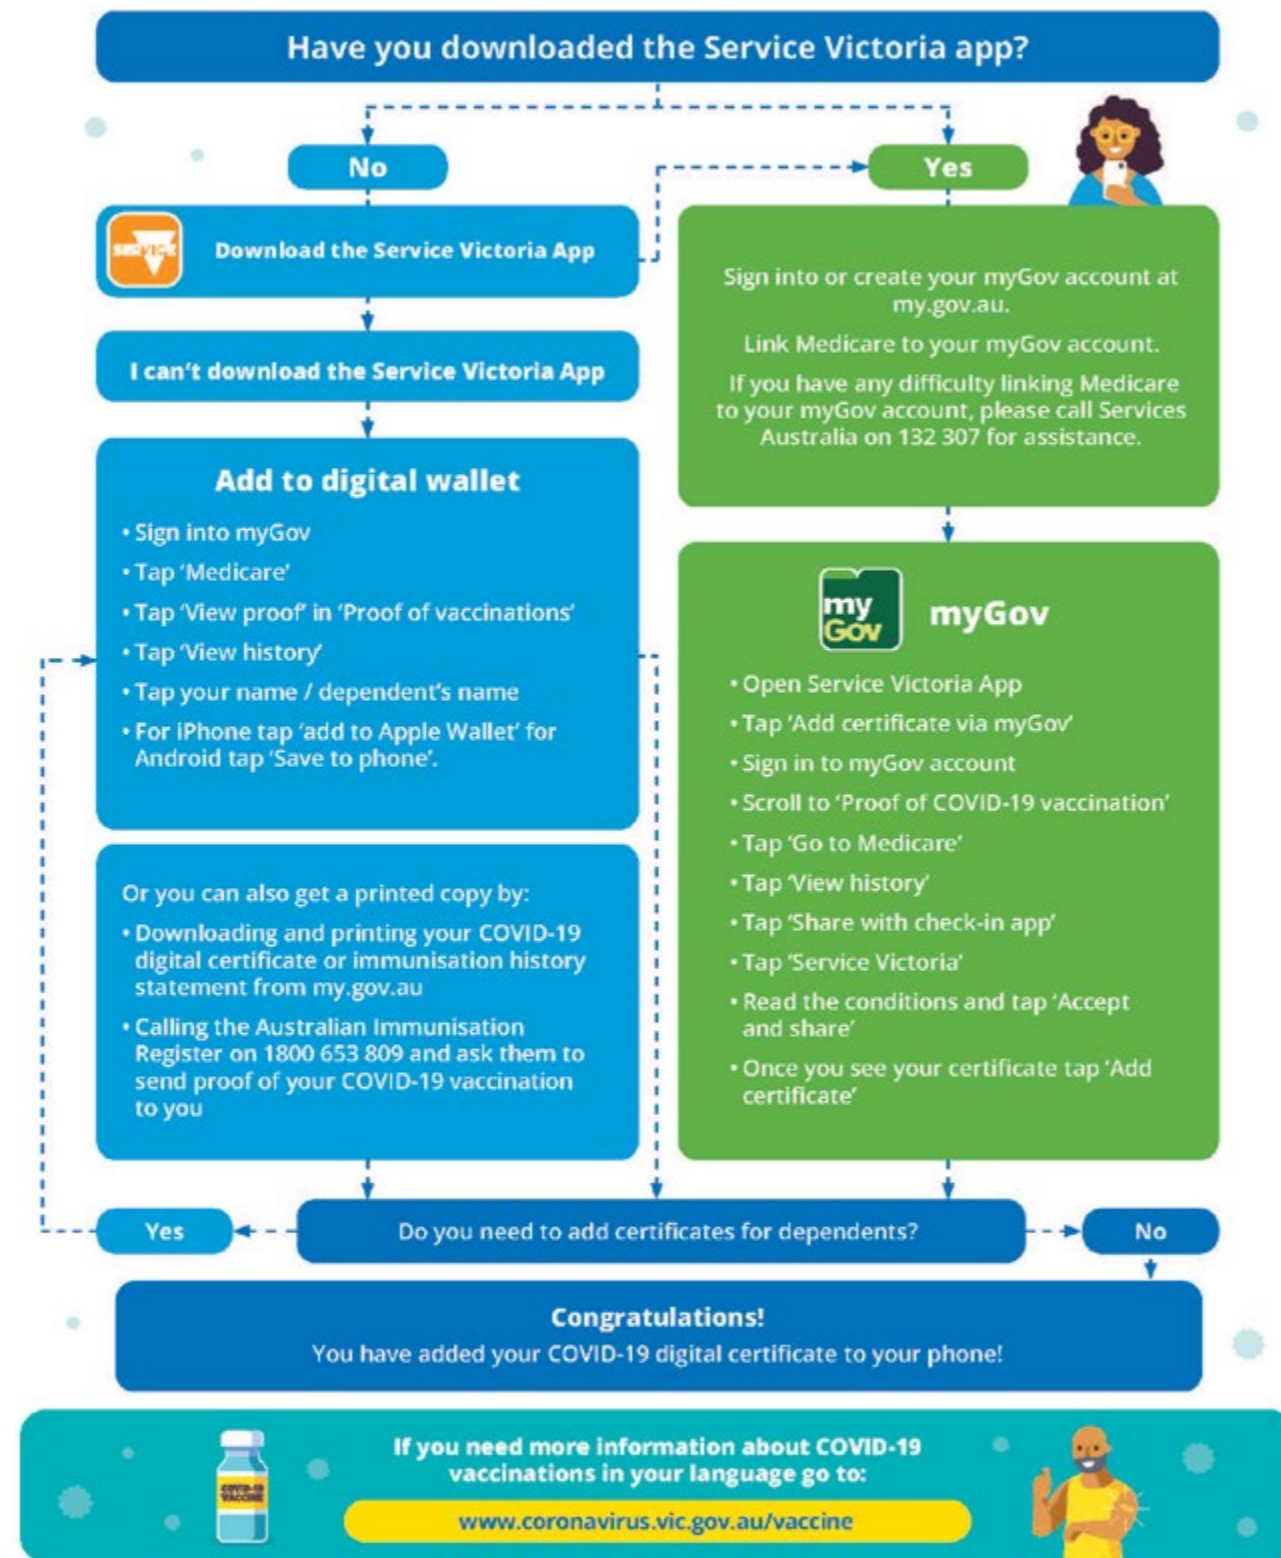 Have you downloaded the Service Victoria app?
No
Yes
SERVICE
Download the Service Victoria App
I can't download the Service Victoria App
Add to digital wallet
• Sign into myGov
• Tap 'Medicare'
• Tap 'View proof' in 'Proof of vaccinations'
• Tap 'View history'
• Tap your name / dependent's name
• For iPhone tap 'add to Apple Wallet' for
Android tap 'Save to phone'.
Or you can also get a printed copy by:
• Downloading and printing your COVID-19
digital certificate or immunisation history
statement from my.gov.au
• Calling the Australian Immunisation
Register on 1800 653 809 and ask them to
send proof of your COVID-19 vaccination
to you
Sign into or create your myGov account at
my.gov.au.
Link Medicare to your myGov account.
If you have any difficulty linking Medicare
to your myGov account, please call Services
Australia on 132 307 for assistance.
my
Gov
myGov
• Open Service Victoria App
• Tap 'Add certificate via myGov'
• Sign in to myGov account
• Scroll to 'Proof of COVID-19 vaccination'
• Tap 'Go to Medicare'
• Tap 'View history'
• Tap 'Share with check-in app'
• Tap 'Service Victoria'
• Read the conditions and tap 'Accept
and share'
• Once you see your certificate tap 'Add
certificate'
Yes
Do you need to add certificates for dependents?
No
Congratulations!
You have added your COVID-19 digital certificate to your phone!
COVID-19
VACCINE
If you need more information about COVID-19
vaccinations in your language go to:
www.coronavirus.vic.gov.au/vaccine